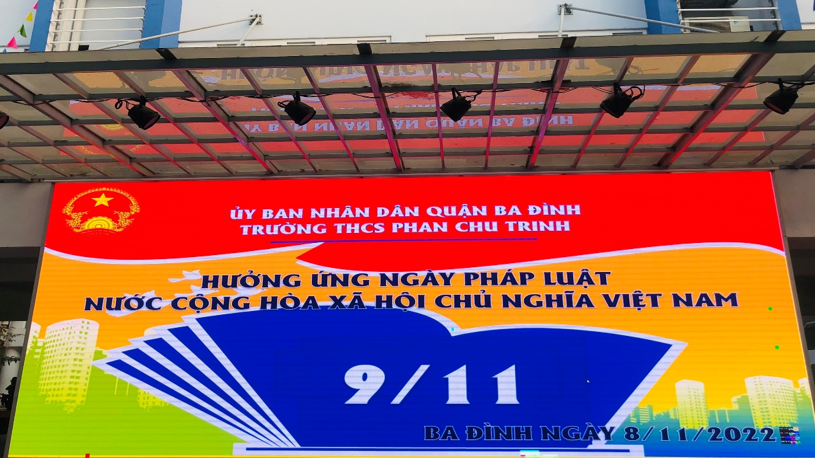 ỦY BAN NHÂN DÂN QUẬN BA ĐÌNH
TRƯỜNG THCS PHAN CHU TRINH
HƯỞNG ỨNG NGÀY PHÁP LUẬT
NƯỚC CỘNG HÒA XÃ HỘI CHỦ NGHĨA VIỆT NAM
9/11
BA ĐÌNH NGÀY 8/11/2022